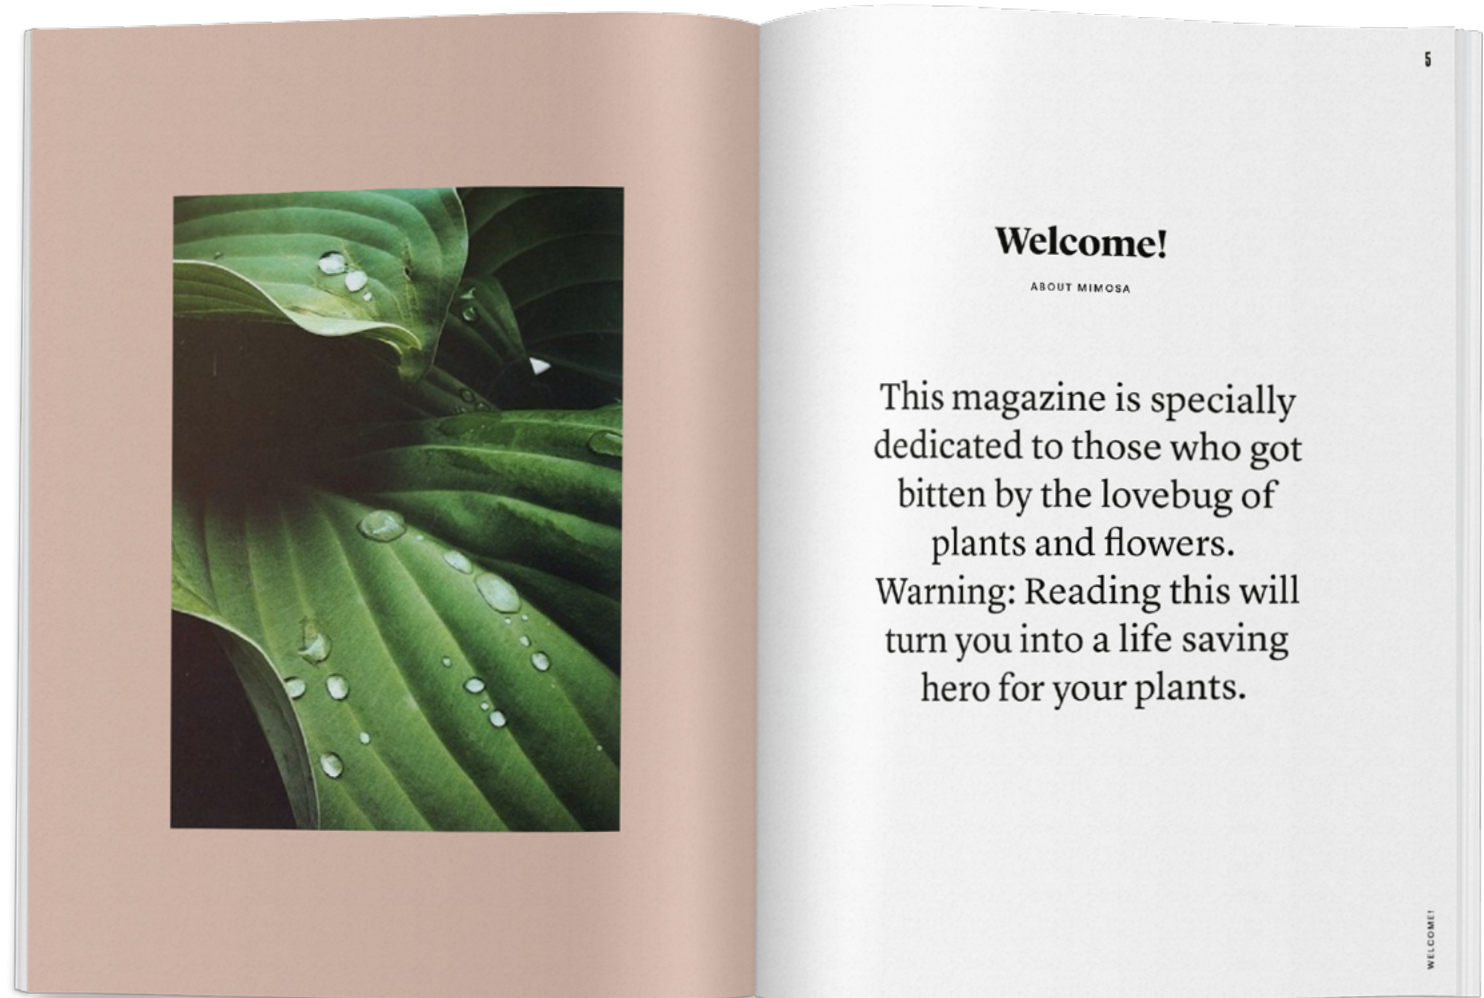 5
Welcome!
ABOUT MIMOSA
This magazine is specially
dedicated to those who got
bitten by the lovebug of
plants and flowers.
Warning: Reading this will
turn you into a life saving
hero for your plants.
WELCOME!